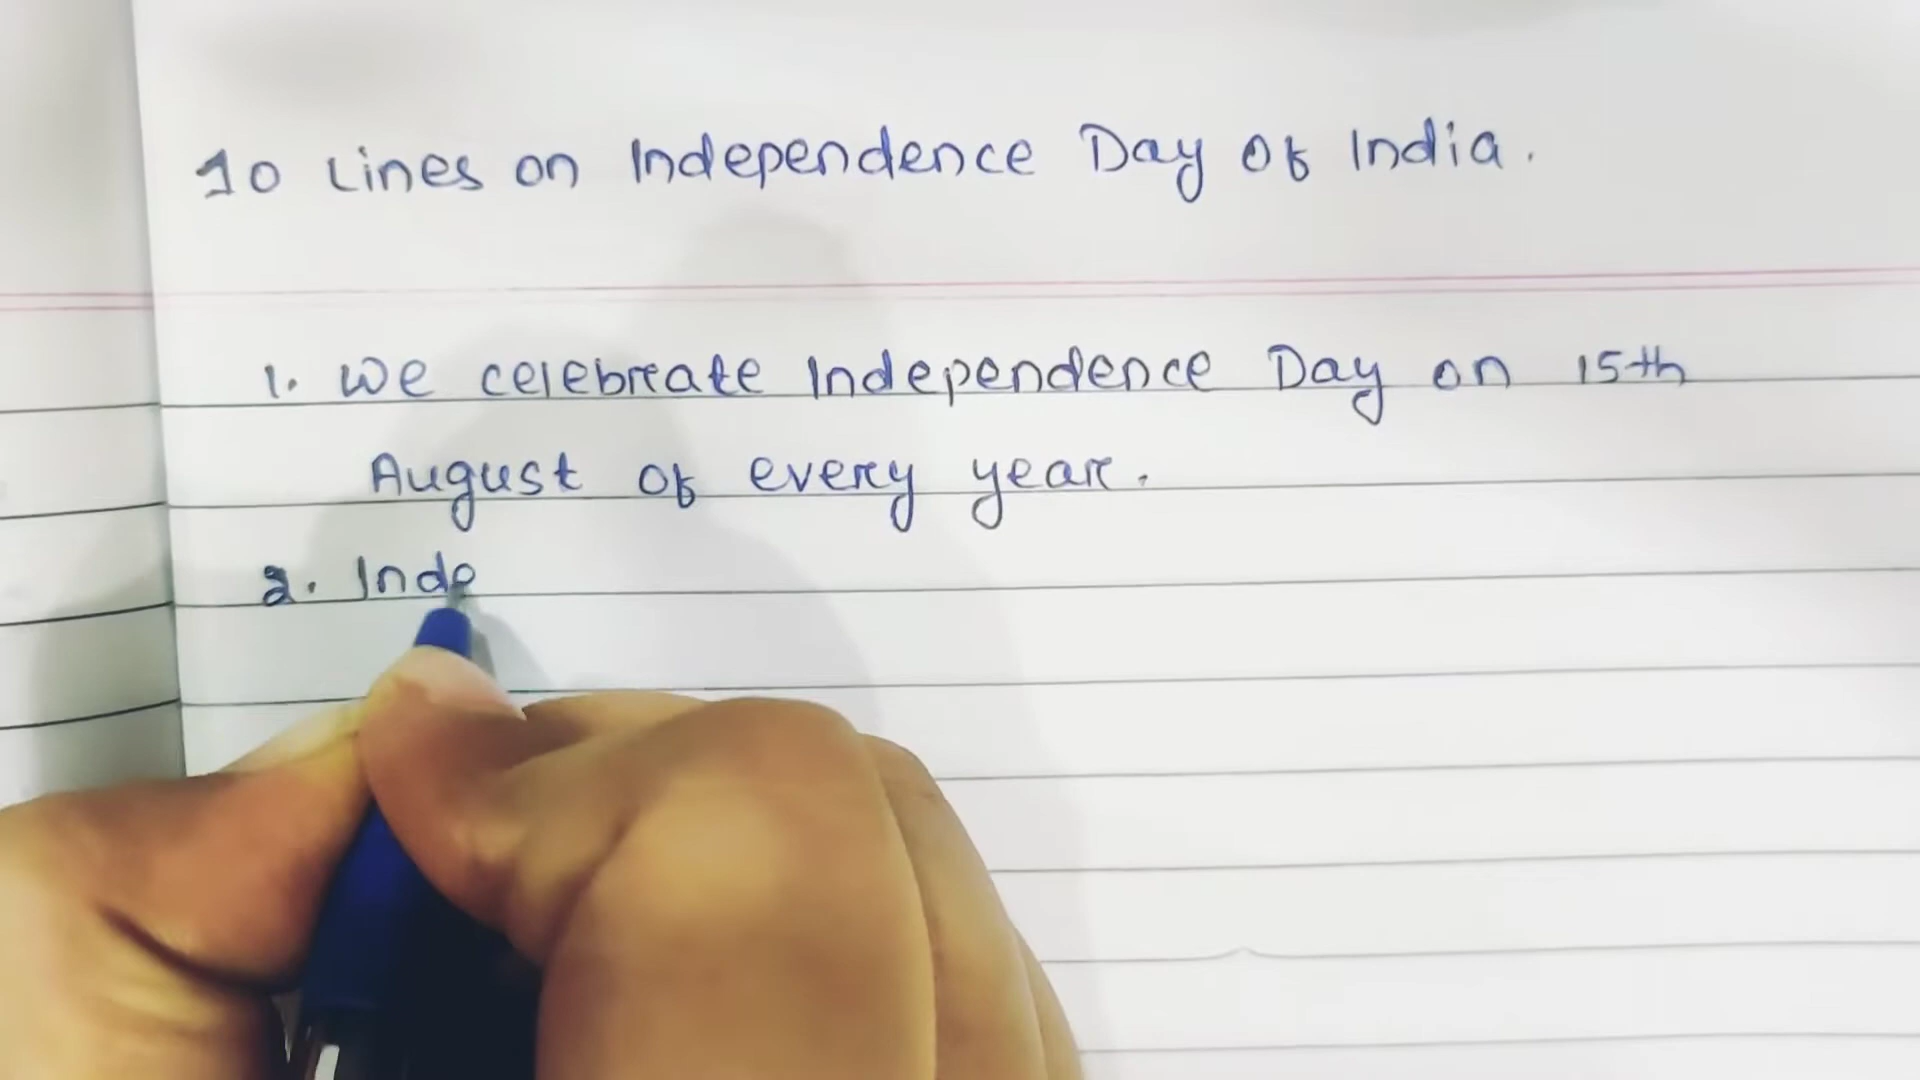 10 Lines on Independence Day of India.
1. We celebrate Independence Day on 15th
August of every year.
2. Inde